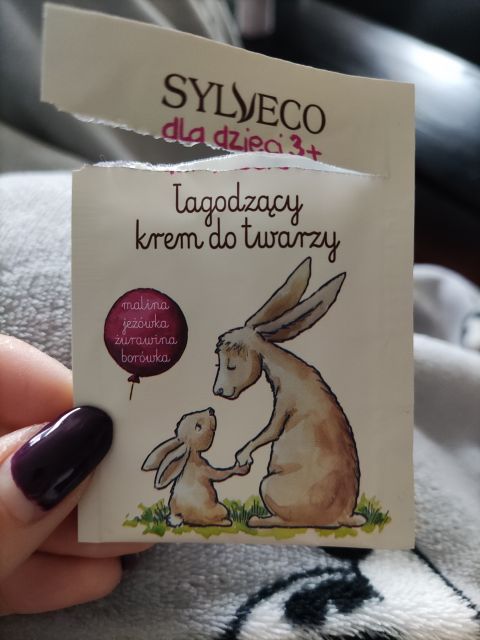 SYLVECO
dla dzieci 3+
łagodzący
krem do twarzy
malina
jeżówka
żurawina
borówka